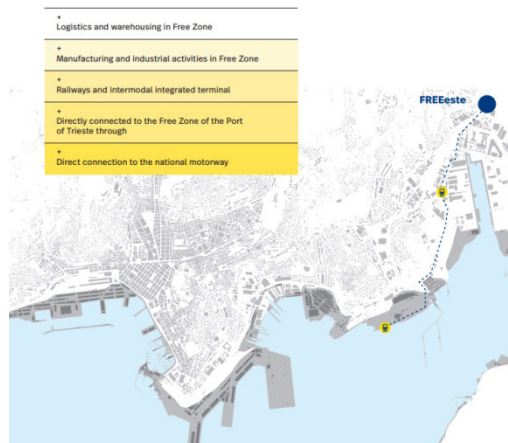 +
Logistics and warehousing in Free Zone
+
Manufacturing and industrial activities in Free Zone
+
Railways and intermodal integrated terminal
+
Directly connected to the Free Zone of the Port
of Trieste through
+
Direct connection to the national motorway
FREEeste